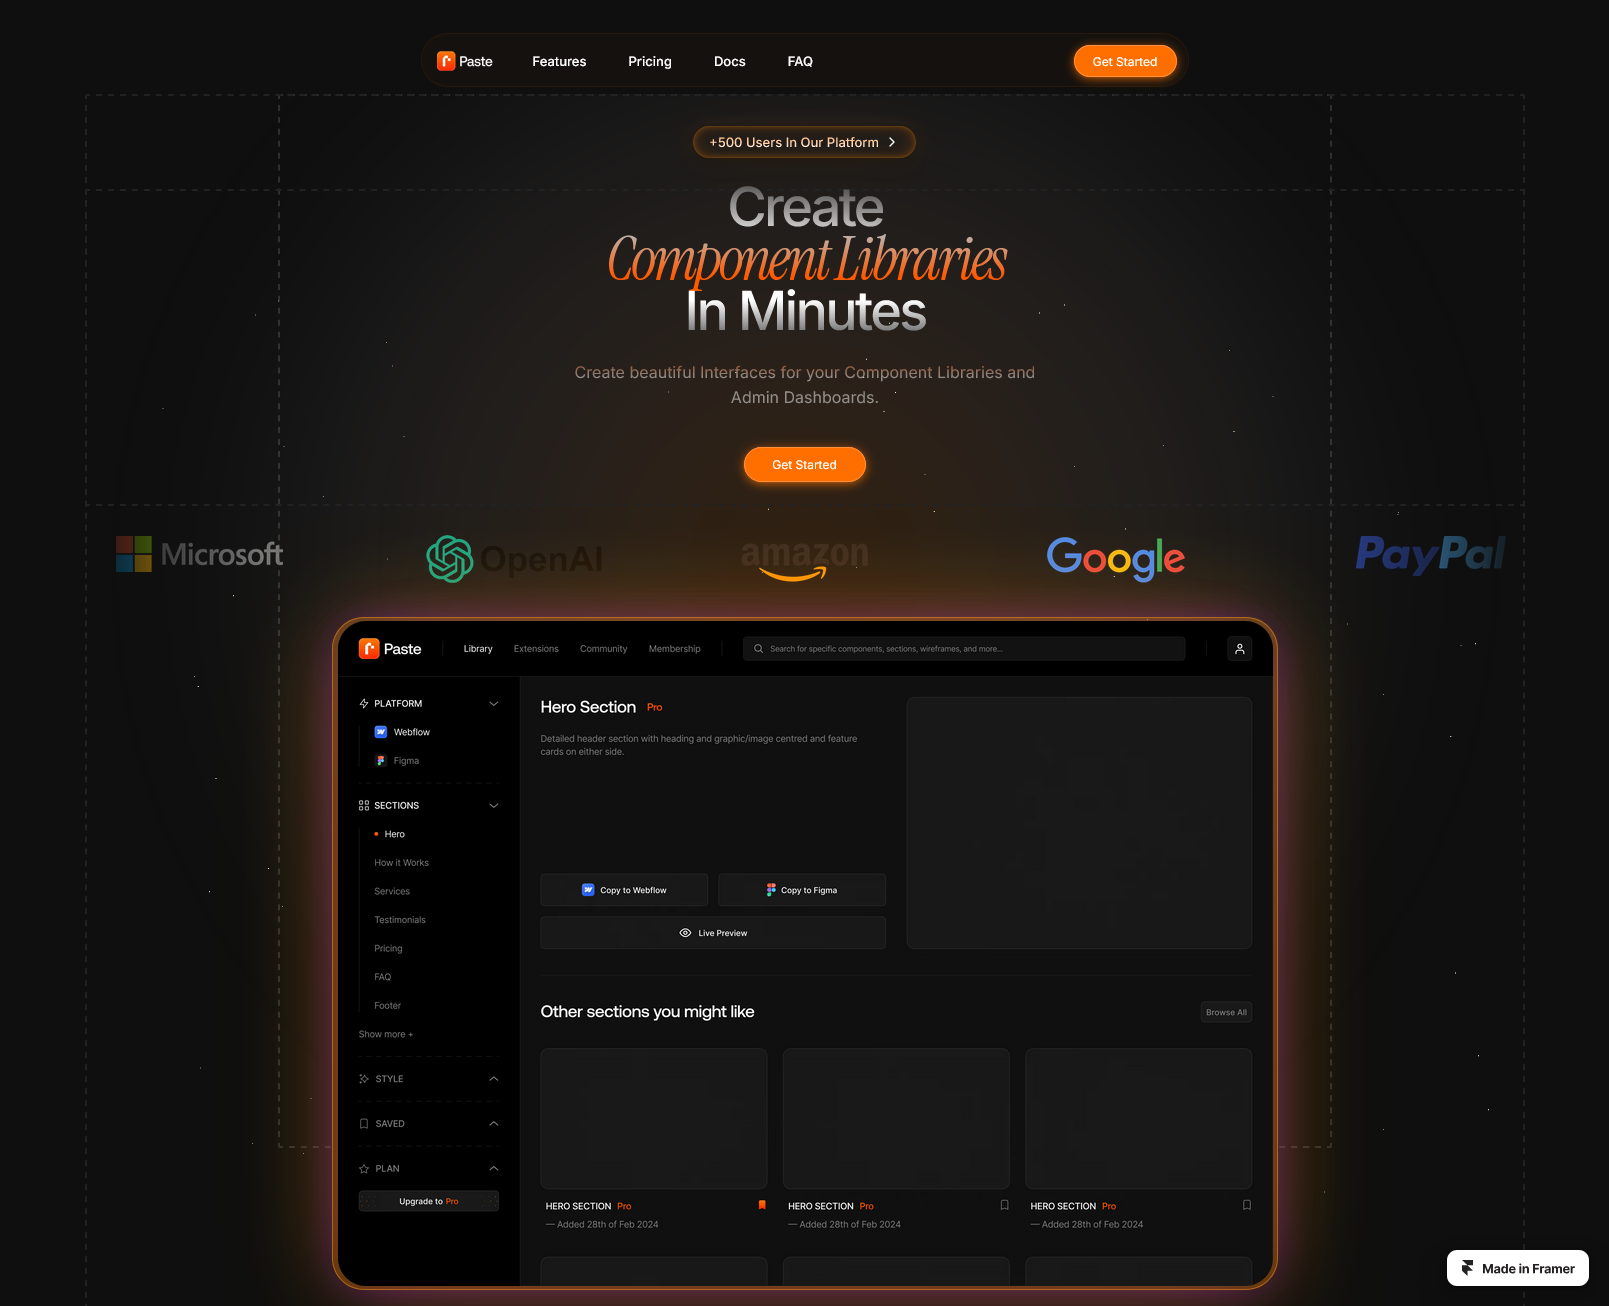 Paste
Features
Pricing
Docs
FAQ
Get Started
+500 Users In Our Platform
Create
Component Libraries
In Minutes
Create beautiful Interfaces for your Component Libraries and
Admin Dashboards.
Get Started
Microsoft
OpenAI
amazon
Google
PayPal
Paste
Library
Extensions
Community
Membership
Search for specific components, sections, wireframes, and more...
PLATFORM
Webflow
Figma
SECTIONS
Hero
How it Works
Services
Testimonials
Pricing
FAQ
Footer
Show more +
STYLE
SAVED
PLAN
Upgrade to Pro
Hero Section Pro
Detailed header section with heading and graphic/image centred and feature
cards on either side.
Copy to Webflow
Copy to Figma
Live Preview
Other sections you might like
Browse All
HERO SECTION Pro
— Added 28th of Feb 2024
HERO SECTION Pro
— Added 28th of Feb 2024
HERO SECTION Pro
— Added 28th of Feb 2024
Made in Framer